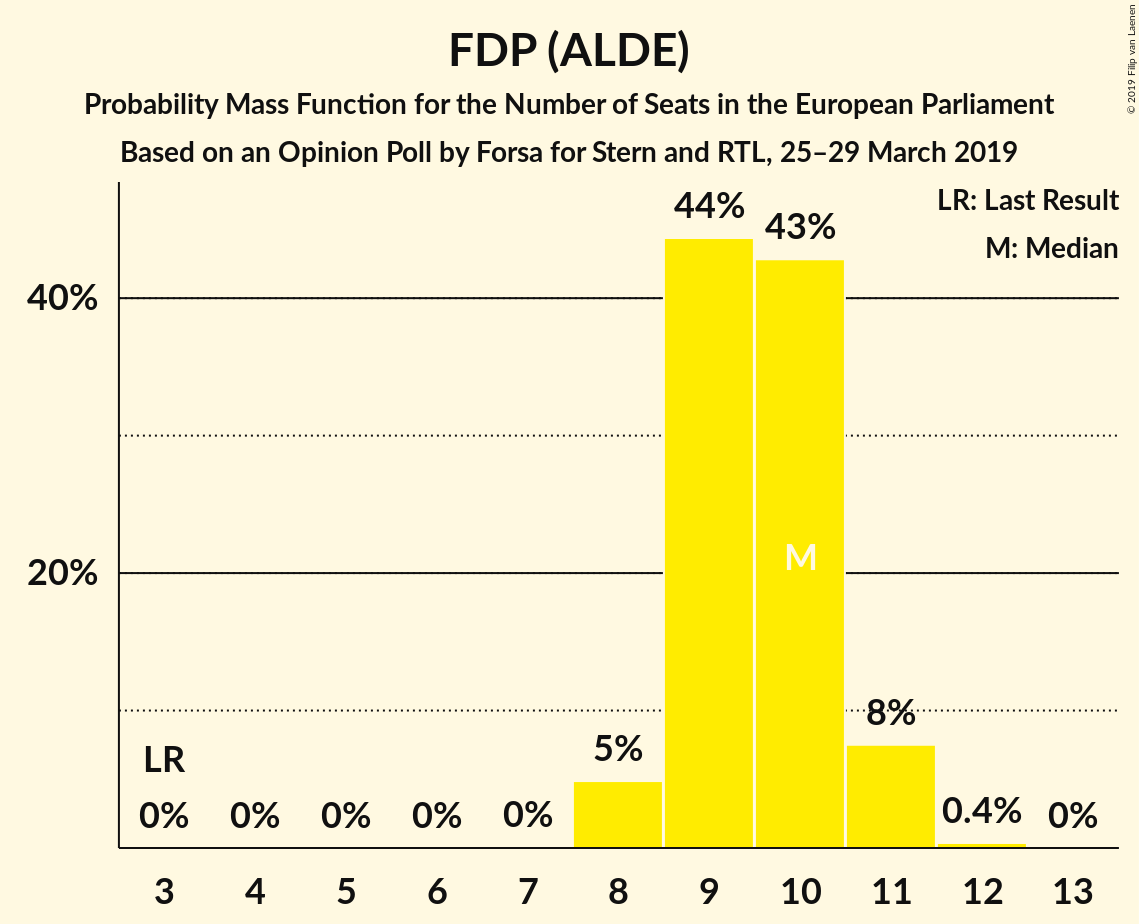 FDP (ALDE)
Probability Mass Function for the Number of Seats in the European Parliament
Based on an Opinion Poll by Forsa for Stern and RTL, 25–29 March 2019
© 2019 Filip van Laenen
LR: Last Result
M: Median
44%
43%
40%
20%
M
8%
5%
LR
0%
0%
0%
0%
0%
0.4%
0%
3 4 5 6 7 8 9 10 11 12 13